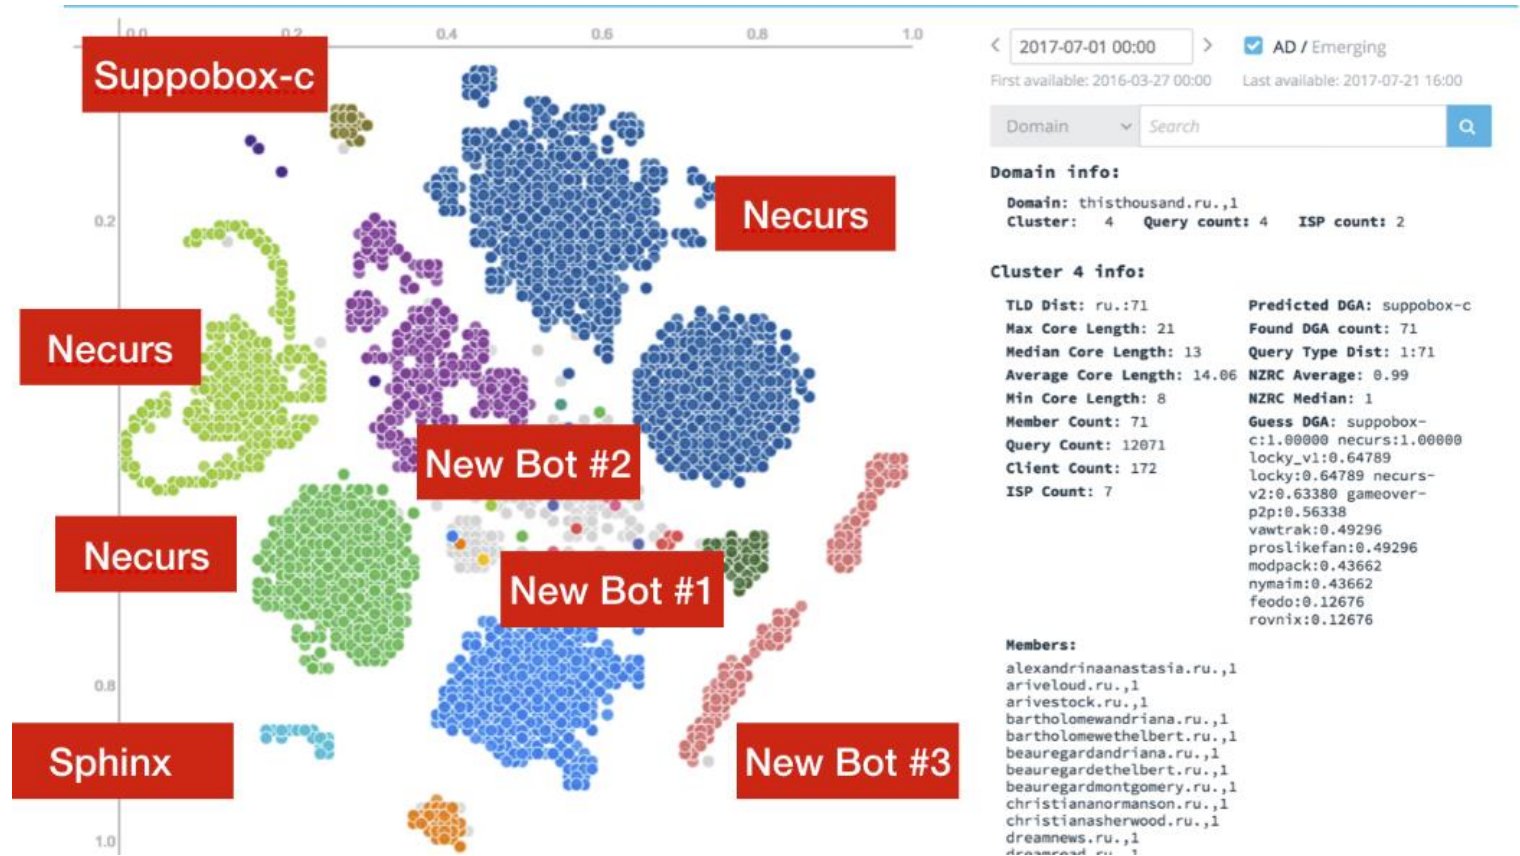 0.0 0.2 0.4 0.6 0.8 1.0
Suppobox-c
0.2
Necurs
Necurs
New Bot #2
Necurs
New Bot #1
0.8
Sphinx
New Bot #3
1.0
2017-07-01 00:00
AD / Emerging
First available: 2016-03-27 00:00 Last available: 2017-07-21 16:00
Domain Search
Domain info:
Domain: thisthousand.ru.,1
Cluster: 4 Query count: 4 ISP count: 2
Cluster 4 info:
TLD Dist: ru.:71
Max Core Length: 21
Median Core Length: 13
Average Core Length: 14.06
Min Core Length: 8
Member Count: 71
Query Count: 12071
Client Count: 172
ISP Count: 7
Predicted DGA: suppobox-c
Found DGA count: 71
Query Type Dist: 1:71
NZRC Average: 0.99
NZRC Median: 1
Guess DGA: suppobox-
c:1.00000 necurs:1.00000
locky_v1:0.64789
locky:0.64789 necurs-
v2:0.63380 gameover-
p2p:0.56338
vawtrak:0.49296
proslikefan:0.49296
modpack:0.43662
nymaim:0.43662
feodo:0.12676
rovnix:0.12676
Members:
alexandrinaanastasia.ru.,1
ariveloud.ru.,1
arivestock.ru.,1
bartholomewandriana.ru.,1
bartholomewethelbert.ru.,1
beauregardandriana.ru.,1
beauregardethelbert.ru.,1
beauregardmontgomery.ru.,1
christiananormanson.ru.,1
christianasherwood.ru.,1
dreamnews.ru.,1
dreamread.ru.,1